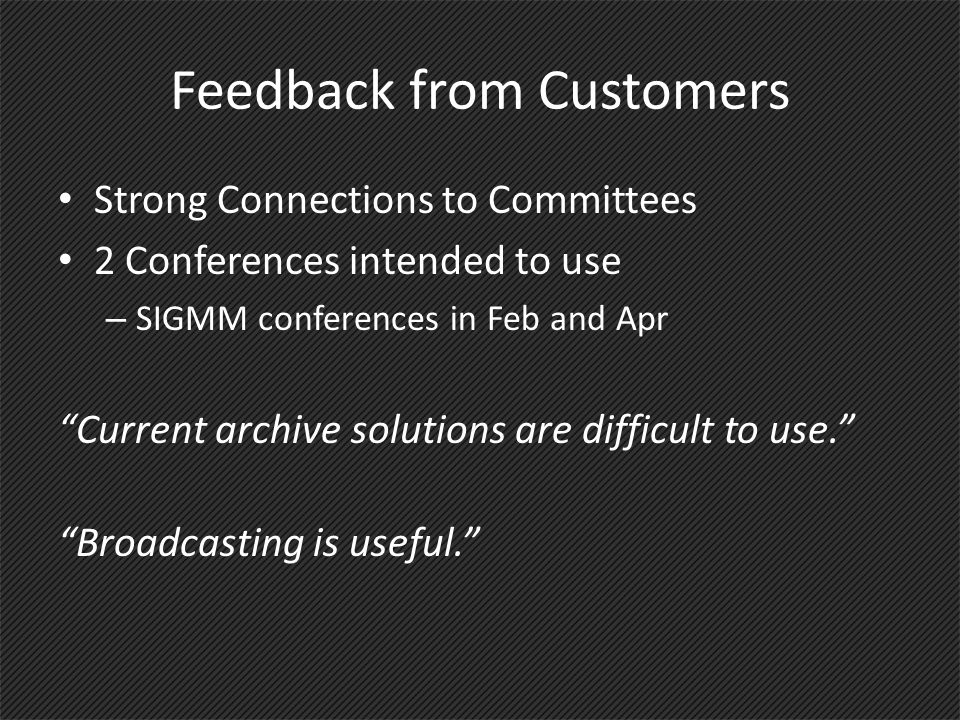 Feedback from Customers
• Strong Connections to Committees
• 2 Conferences intended to use
– SIGMM conferences in Feb and Apr
“Current archive solutions are difficult to use.”
“Broadcasting is useful.”